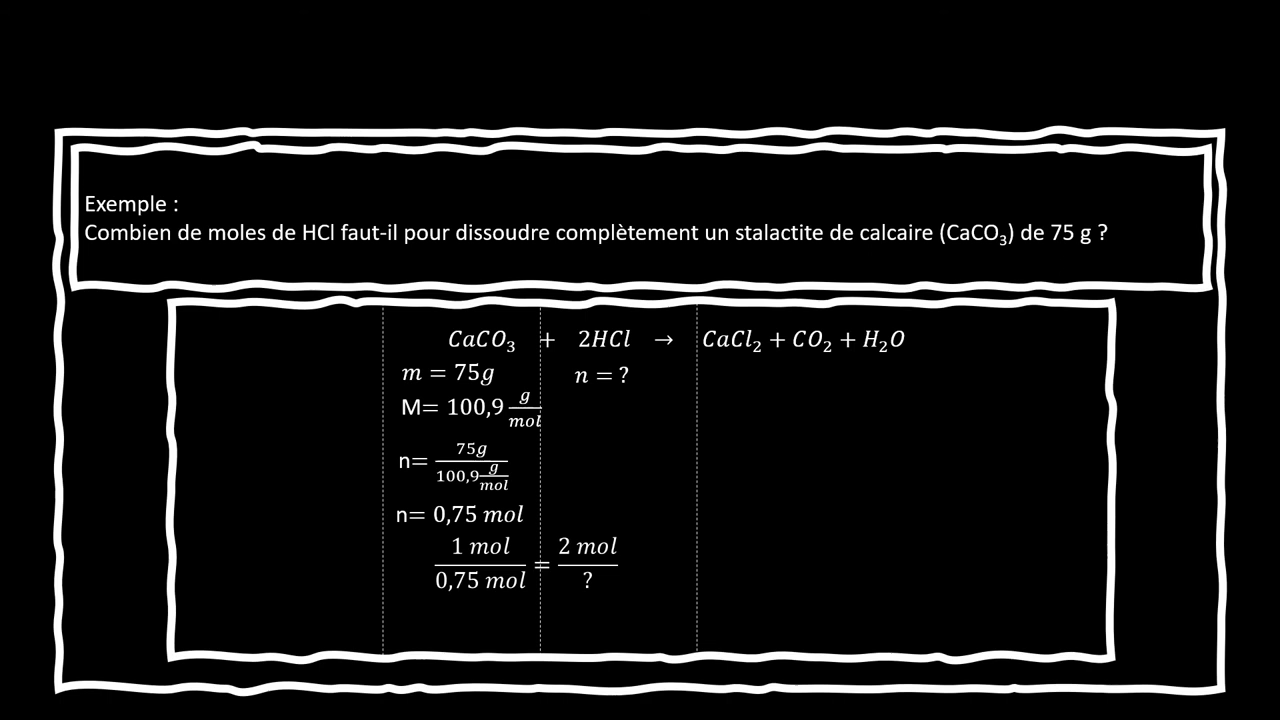 Exemple :
Combien de moles de HCl faut-il pour dissoudre complètement un stalactite de calcaire (CaCO₃) de 75 g ?
CaCO₃ + 2HCl → CaCl₂ + CO₂ + H₂O
m = 75g n = ?
M= 100,9 g/mol
n= 75g / 100,9 g/mol
n= 0,75 mol
1 mol / 0,75 mol = 2 mol / ?